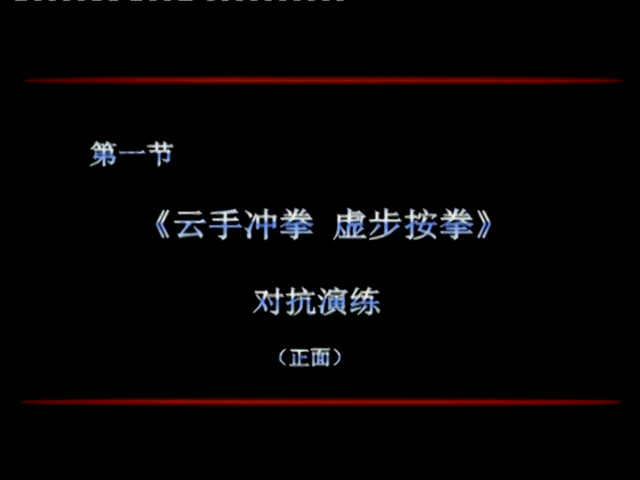 第一节
《云手冲拳 虚步按拳》
对抗演练
（正面）